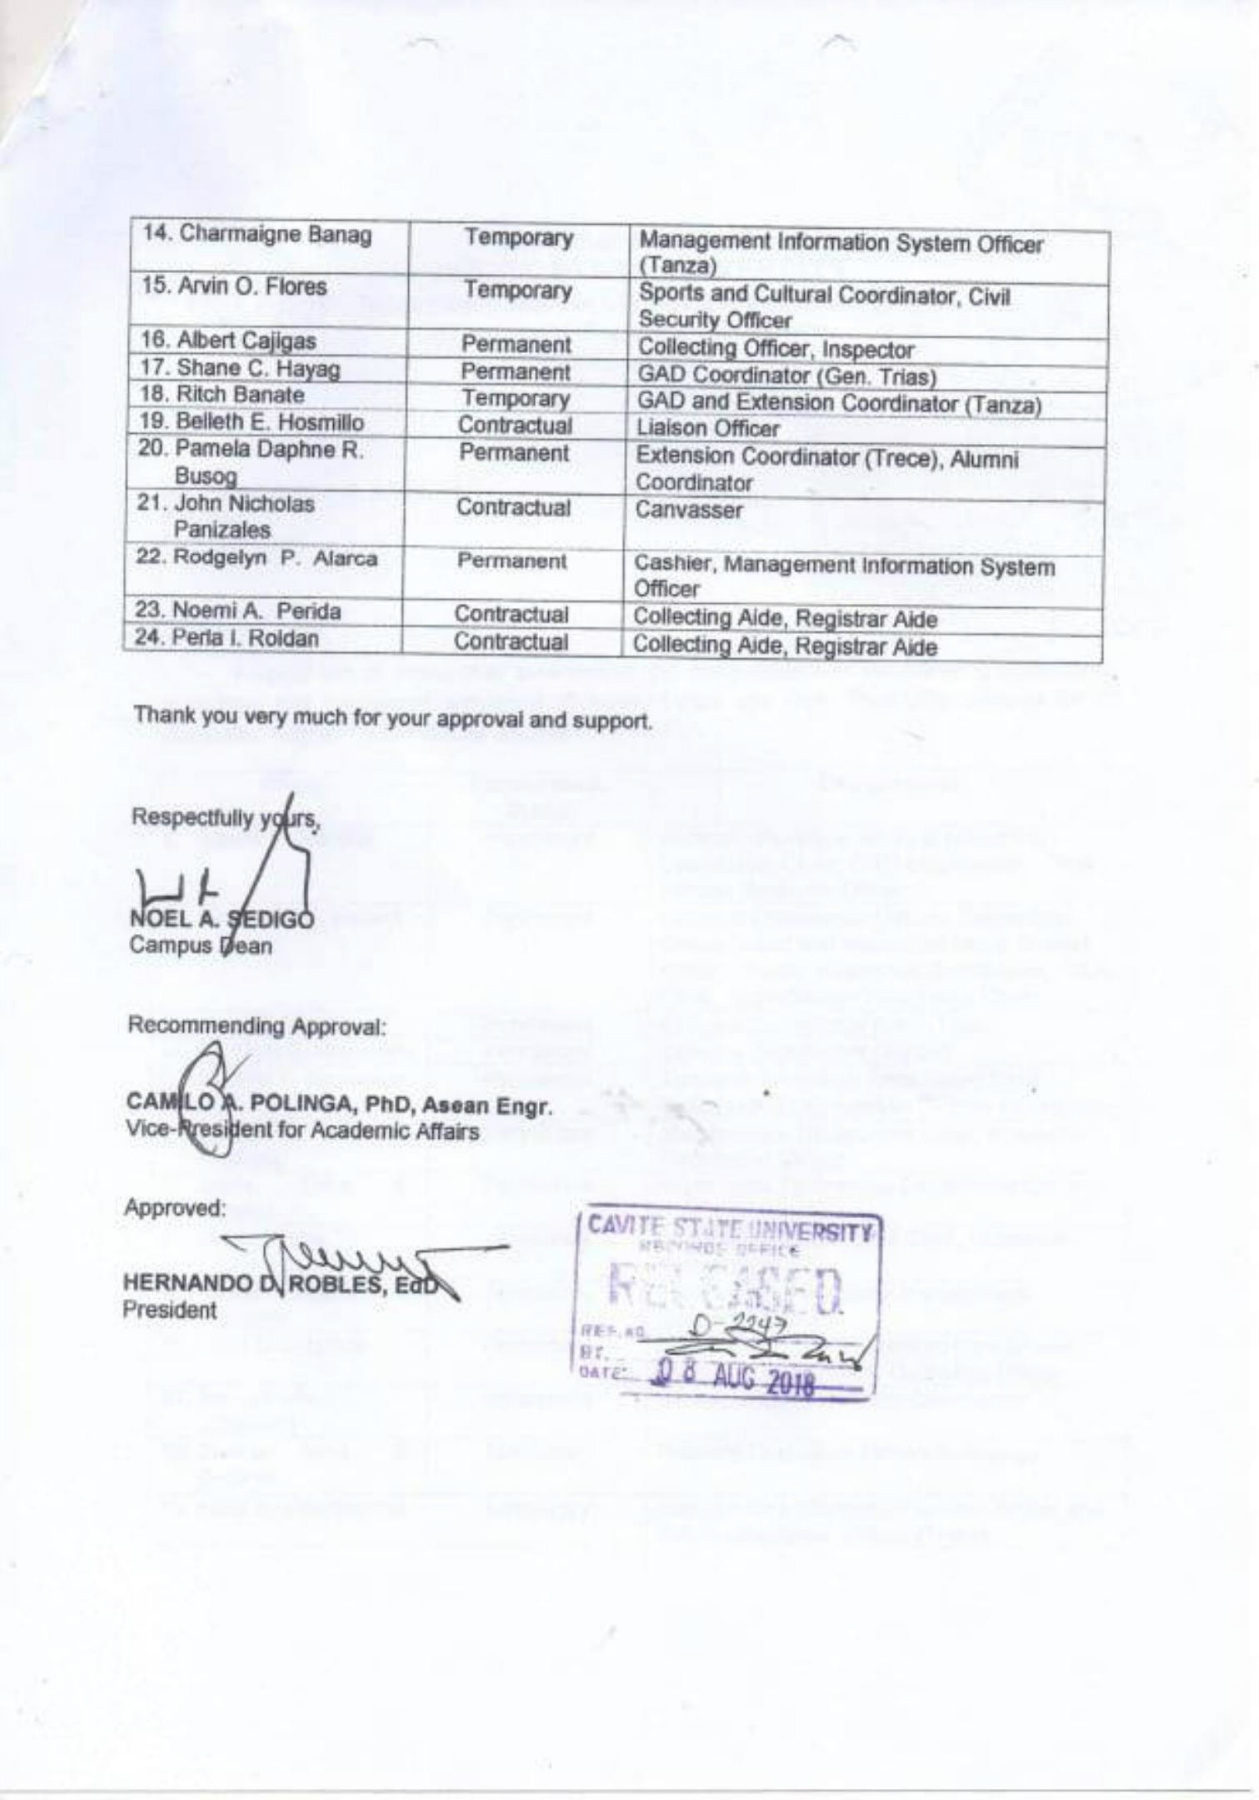 14. Charmaigne Banag Temporary Management Information System Officer
(Tanza)
15. Arvin O. Flores Temporary Sports and Cultural Coordinator, Civil
Security Officer
16. Albert Cajigas Permanent Collecting Officer, Inspector
17. Shane C. Hayag Permanent GAD Coordinator (Gen. Trias)
18. Ritch Banate Temporary GAD and Extension Coordinator (Tanza)
19. Belleth E. Hosmillo Contractual Liaison Officer
20. Pamela Daphne R. Permanent Extension Coordinator (Trece), Alumni
Busog Coordinator
21. John Nicholas Contractual Canvasser
Panizales
22. Rodgelyn P. Alarca Permanent Cashier, Management Information System
Officer
23. Noemi A. Perida Contractual Collecting Aide, Registrar Aide
24. Perla I. Roldan Contractual Collecting Aide, Registrar Aide
Thank you very much for your approval and support.
Respectfully yours,
NOEL A. SEDIGO
Campus Dean
Recommending Approval:
CAMILO A. POLINGA, PhD, Asean Engr.
Vice-President for Academic Affairs
Approved:
HERNANDO D. ROBLES, EdD
President
CAVITE STATE UNIVERSITY
RECORDS OFFICE
RELEASED
REF. NO. D-2247
BY.
DATE: 08 AUG 2018